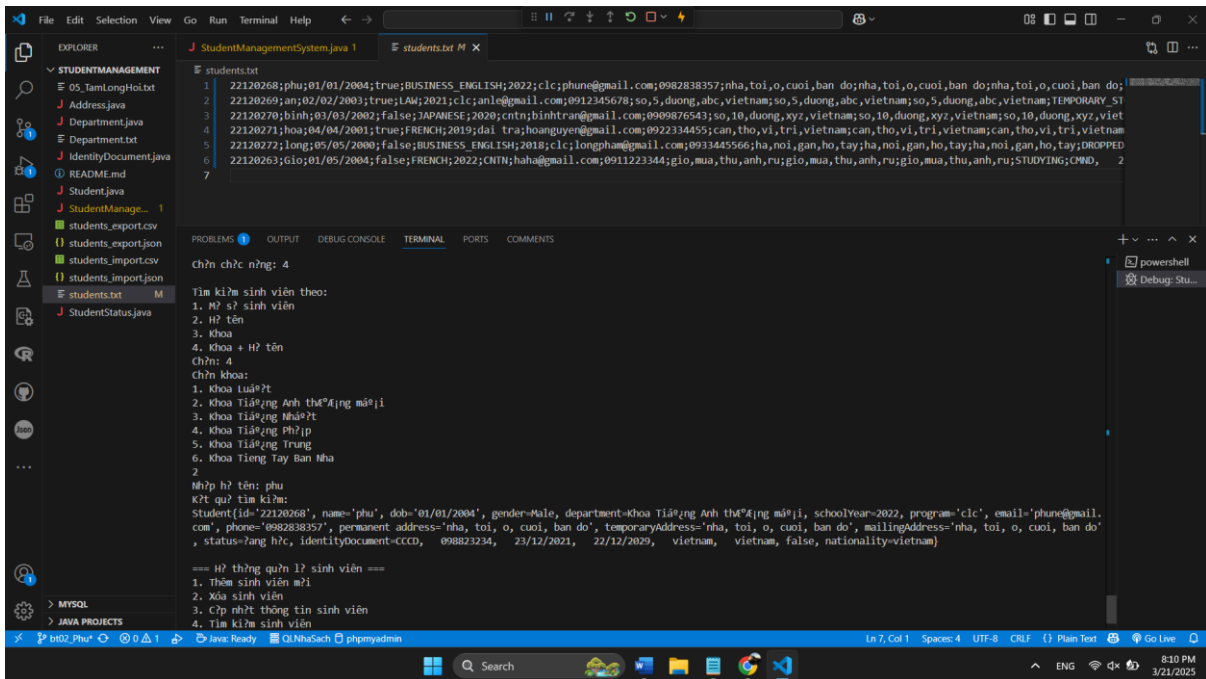 File Edit Selection View Go Run Terminal Help
EXPLORER
STUDENTMANAGEMENT
05_TamLongHoi.txt
Address.java
Department.java
Department.txt
IdentityDocument.java
README.md
Student.java
StudentManage... 1
students_export.csv
students_export.json
students_import.csv
students_import.json
students.txt M
StudentStatus.java
MYSQL
JAVA PROJECTS
StudentManagementSystem.java 1 students.txt M
students.txt
1 22120268;phu;01/01/2004;true;BUSINESS_ENGLISH;2022;clc;phune@gmail.com;0982838357;nha,toi,o,cuoi,ban do;nha,toi,o,cuoi,ban do;nha,toi,o,cuoi,ban do;
2 22120269;an;02/02/2003;true;LAW;2021;clc;anle@gmail.com;0912345678;so,5,duong,abc,vietnam;so,5,duong,abc,vietnam;so,5,duong,abc,vietnam;TEMPORARY_ST
3 22120270;binh;03/03/2002;false;JAPANESE;2020;cntn;binhtran@gmail.com;0909876543;so,10,duong,xyz,vietnam;so,10,duong,xyz,vietnam;so,10,duong,xyz,viet
4 22120271;hoa;04/04/2001;true;FRENCH;2019;dai tra;hoanguyen@gmail.com;0922334455;can,tho,vi,tri,vietnam;can,tho,vi,tri,vietnam;can,tho,vi,tri,vietnam
5 22120272;long;05/05/2000;false;BUSINESS_ENGLISH;2018;clc;longpham@gmail.com;0933445566;ha,noi,gan,ho,tay;ha,noi,gan,ho,tay;ha,noi,gan,ho,tay;DROPPED
6 22120263;Gio;01/05/2004;false;FRENCH;2022;CNTN;haha@gmail.com;0911223344;gio,mua,thu,anh,ru;gio,mua,thu,anh,ru;gio,mua,thu,anh,ru;STUDYING;CMND, 2
7
PROBLEMS 1 OUTPUT DEBUG CONSOLE TERMINAL PORTS COMMENTS
powershell
Debug: Stu...
Ch?n ch?c n?ng: 4
Tìm ki?m sinh viên theo:
1. M? s? sinh viên
2. H? tên
3. Khoa
4. Khoa + H? tên
Ch?n: 4
Ch?n khoa:
1. Khoa Luáº?t
2. Khoa Tiáº¿ng Anh thÆ°Æ¡ng máº¡i
3. Khoa Tiáº¿ng Nháº?t
4. Khoa Tiáº¿ng Ph?¡p
5. Khoa Tiáº¿ng Trung
6. Khoa Tieng Tay Ban Nha
2
Nh?p h? tên: phu
K?t qu? tìm ki?m:
Student{id='22120268', name='phu', dob='01/01/2004', gender=Male, department=Khoa Tiáº¿ng Anh thÆ°Æ¡ng máº¡i, schoolYear=2022, program='clc', email='phune@gmail.
com', phone='0982838357', permanent address='nha, toi, o, cuoi, ban do', temporaryAddress='nha, toi, o, cuoi, ban do', mailingAddress='nha, toi, o, cuoi, ban do'
, status=?ang h?c, identityDocument=CCCD, 098823234, 23/12/2021, 22/12/2029, vietnam, vietnam, false, nationality=vietnam}
=== H? th?ng qu?n l? sinh viên ===
1. Thêm sinh viên m?i
2. Xóa sinh viên
3. C?p nh?t thông tin sinh viên
4. Tìm ki?m sinh viên
bt02_Phu* 0 1 Java: Ready QLNhaSach phpmyadmin Ln 7, Col 1 Spaces: 4 UTF-8 CRLF {} Plain Text Go Live
Search
ENG
8:10 PM
3/21/2025